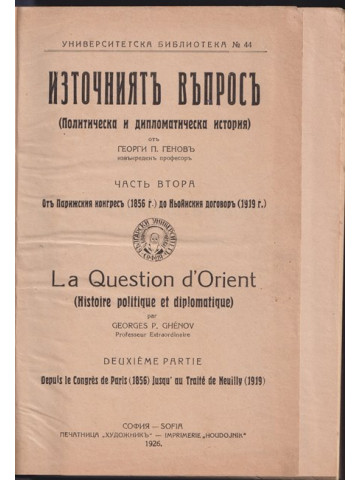 УНИВЕРСИТЕТСКА БИБЛИОТЕКА № 44
ИЗТОЧНИЯТЪ ВЪПРОСЪ
(Политическа и дипломатическа история)
отъ
ГЕОРГИ П. ГЕНОВЪ
извънреденъ професоръ
ЧАСТЬ ВТОРА
Отъ Парижския конгресъ (1856 г.) до Ньойиския договоръ (1919 г.)
La Question d'Orient
(Histoire politique et diplomatique)
par
GEORGES P. GHÉNOV
Professeur Extraordinaire
DEUXIÈME PARTIE
Depuis le Congrès de Paris (1856) Jusqu' au Traité de Neuilly (1919)
СОФИЯ — SOFIA
ПЕЧАТНИЦА „ХУДОЖНИКЪ" — IMPRIMERIE „HOUDOJNIK"
1926.